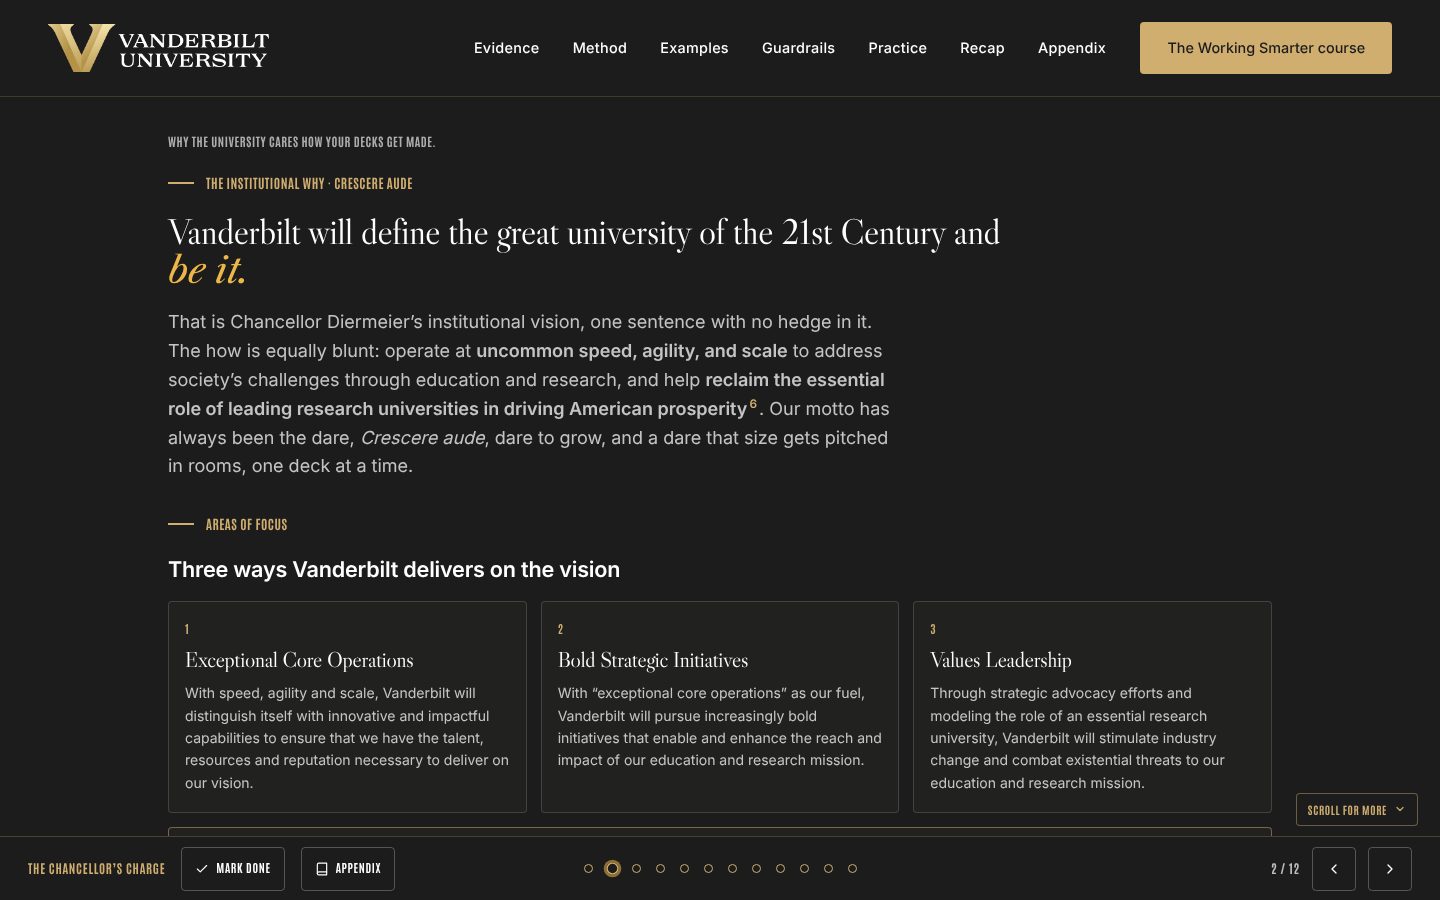 VANDERBILT
UNIVERSITY
Evidence
Method
Examples
Guardrails
Practice
Recap
Appendix
The Working Smarter course
WHY THE UNIVERSITY CARES HOW YOUR DECKS GET MADE.
THE INSTITUTIONAL WHY · CRESCERE AUDE
Vanderbilt will define the great university of the 21st Century and
be it.
That is Chancellor Diermeier’s institutional vision, one sentence with no hedge in it.
The how is equally blunt: operate at uncommon speed, agility, and scale to address
society’s challenges through education and research, and help reclaim the essential
role of leading research universities in driving American prosperity6. Our motto has
always been the dare, Crescere aude, dare to grow, and a dare that size gets pitched
in rooms, one deck at a time.
AREAS OF FOCUS
Three ways Vanderbilt delivers on the vision
1
Exceptional Core Operations
With speed, agility and scale, Vanderbilt will
distinguish itself with innovative and impactful
capabilities to ensure that we have the talent,
resources and reputation necessary to deliver on
our vision.
2
Bold Strategic Initiatives
With “exceptional core operations” as our fuel,
Vanderbilt will pursue increasingly bold
initiatives that enable and enhance the reach and
impact of our education and research mission.
3
Values Leadership
Through strategic advocacy efforts and
modeling the role of an essential research
university, Vanderbilt will stimulate industry
change and combat existential threats to our
education and research mission.
SCROLL FOR MORE
THE CHANCELLOR’S CHARGE
MARK DONE
APPENDIX
2 / 12